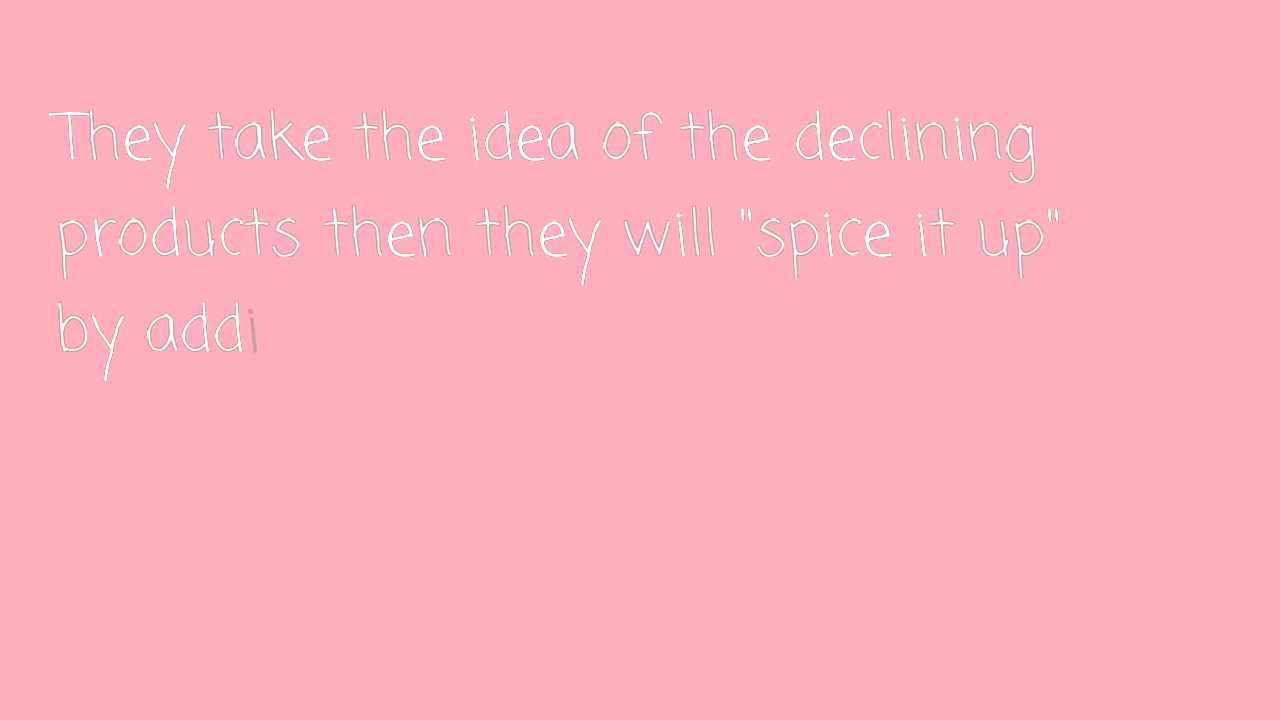 They take the idea of the declining
products then they will "spice it up"
by addi